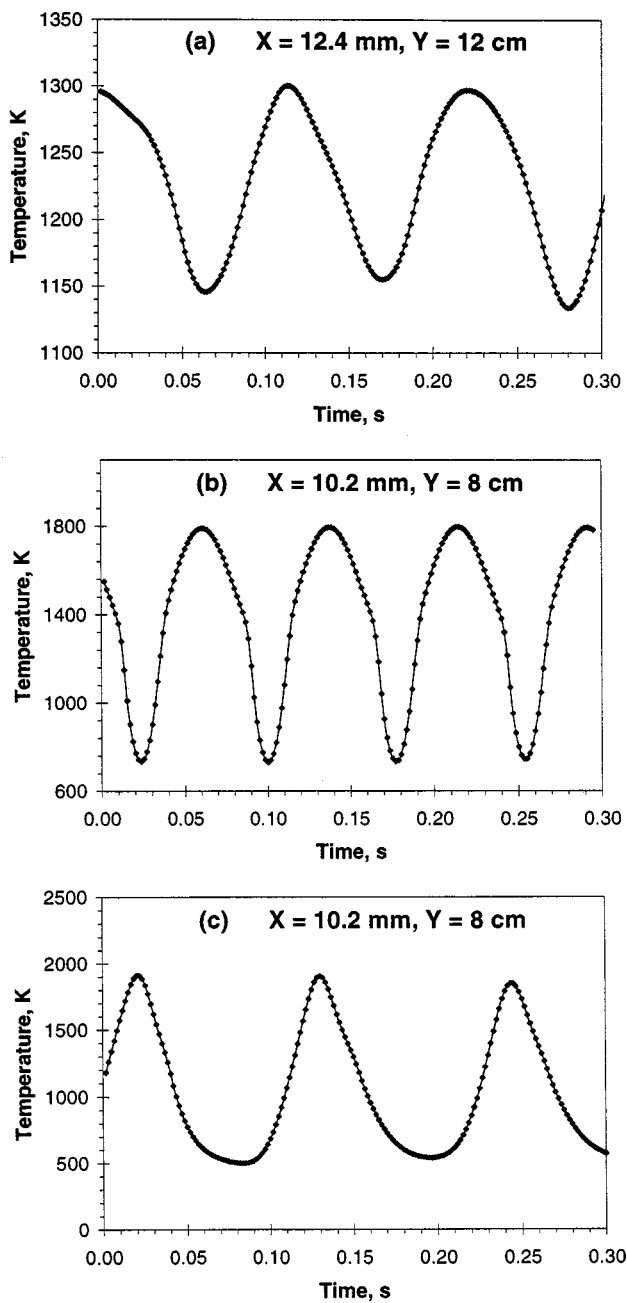 (a) X = 12.4 mm, Y = 12 cm
1350
1300
1250
1200
1150
1100
Temperature, K
0.00 0.05 0.10 0.15 0.20 0.25 0.30
Time, s
(b) X = 10.2 mm, Y = 8 cm
1800
1400
1000
600
Temperature, K
0.00 0.05 0.10 0.15 0.20 0.25 0.30
Time, s
(c) X = 10.2 mm, Y = 8 cm
2500
2000
1500
1000
500
0
Temperature, K
0.00 0.05 0.10 0.15 0.20 0.25 0.30
Time, s